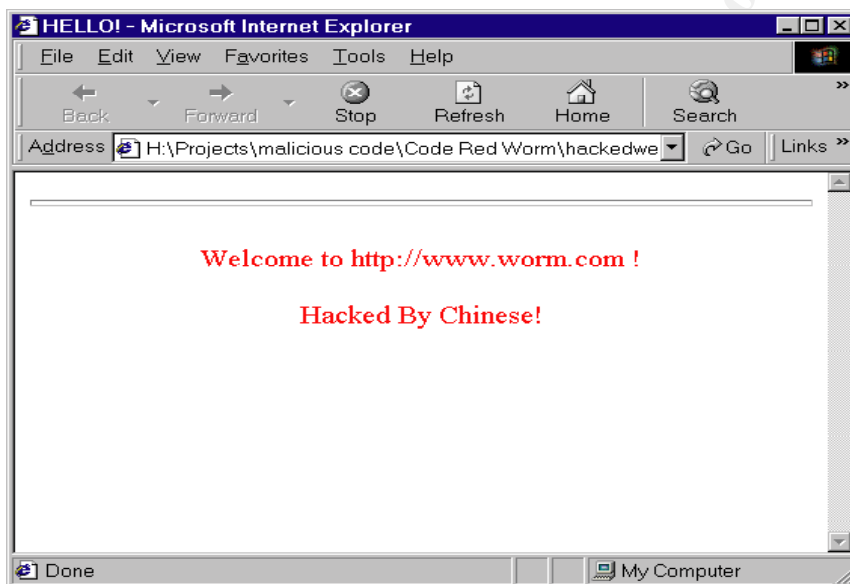 HELLO! - Microsoft Internet Explorer
File Edit View Favorites Tools Help
Back Forward Stop Refresh Home Search »
Address H:\Projects\malicious code\Code Red Worm\hackedwe Go Links »
Welcome to http://www.worm.com !
Hacked By Chinese!
Done My Computer